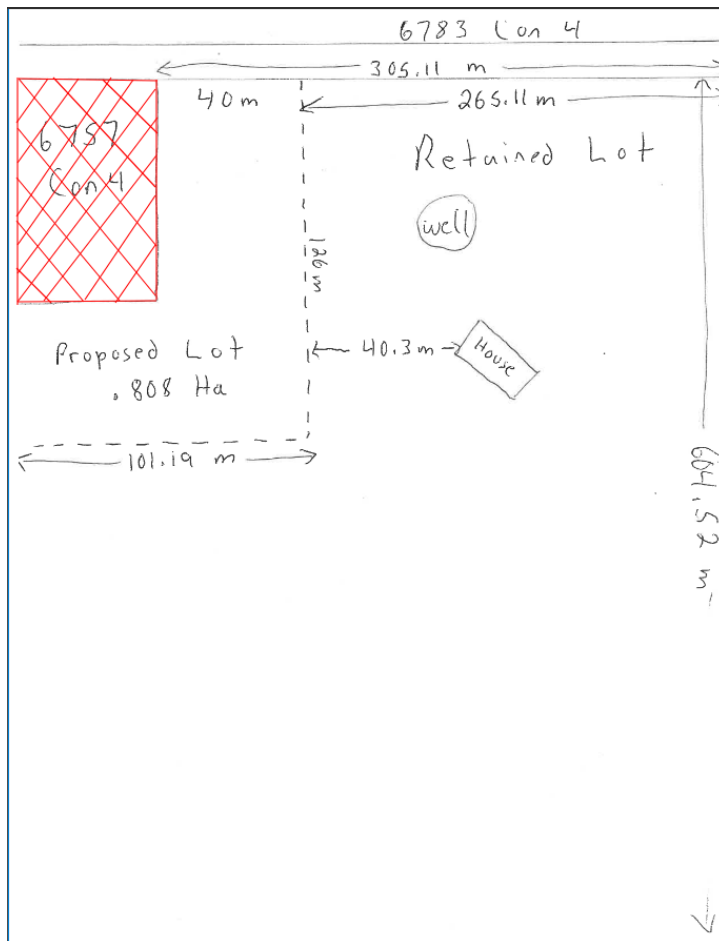 6783 Con 4
305.11 m
40 m
265.11 m
6757
Con 4
Retained Lot
well
126 m
Proposed Lot
.808 Ha
40.3 m
House
101.19 m
604.52 m